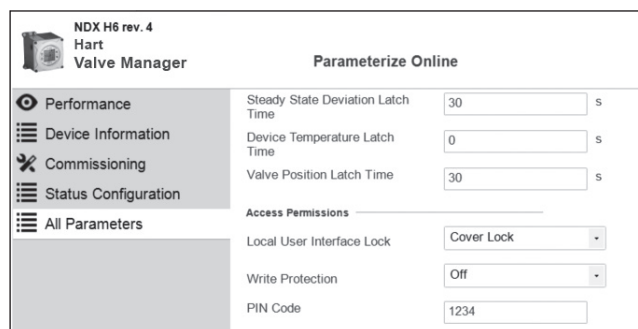 NDX H6 rev. 4
Hart
Valve Manager
Parameterize Online
Performance
Device Information
Commissioning
Status Configuration
All Parameters
Steady State Deviation Latch
Time
30 s
Device Temperature Latch
Time
0 s
Valve Position Latch Time
30 s
Access Permissions
Local User Interface Lock
Cover Lock
Write Protection
Off
PIN Code
1234